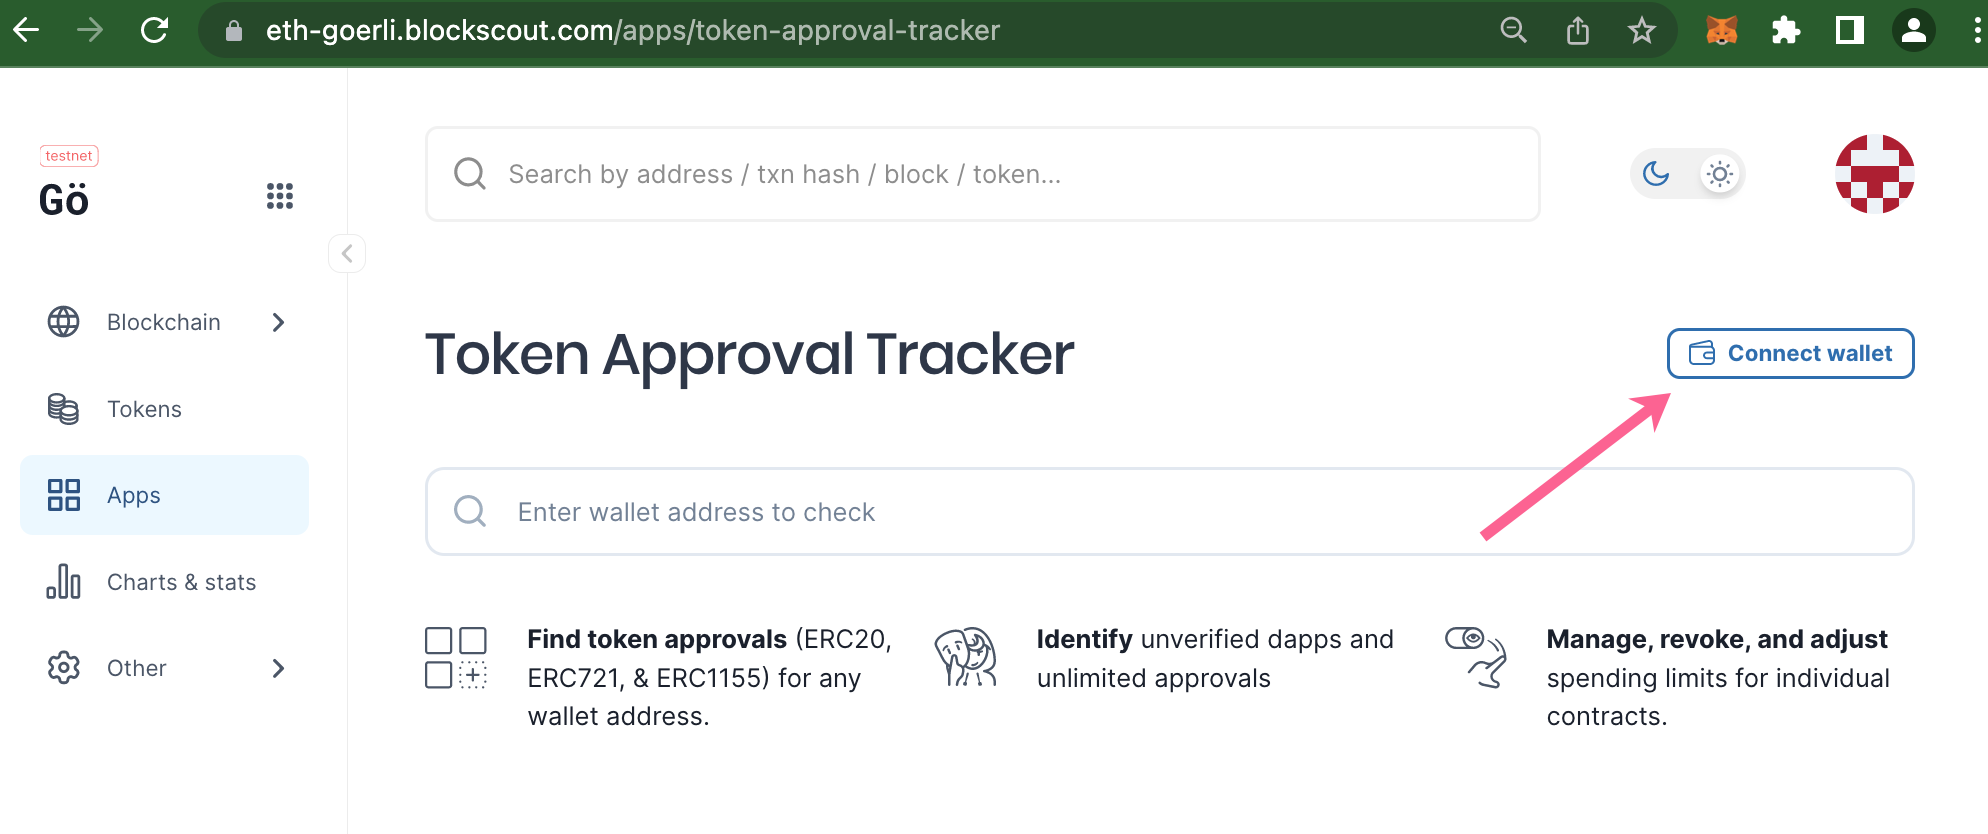 eth-goerli.blockscout.com/apps/token-approval-tracker
testnet
Gö
Search by address / txn hash / block / token...
Blockchain
Tokens
Apps
Charts & stats
Other
Token Approval Tracker
Connect wallet
Enter wallet address to check
Find token approvals (ERC20,
ERC721, & ERC1155) for any
wallet address.
Identify unverified dapps and
unlimited approvals
Manage, revoke, and adjust
spending limits for individual
contracts.